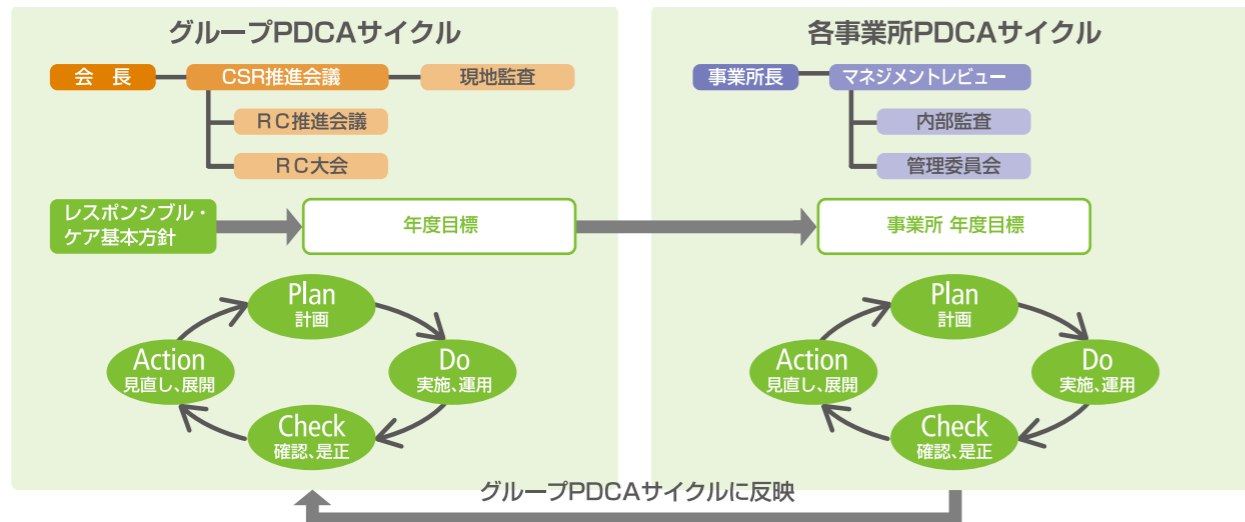 グループPDCAサイクル
会　長
CSR推進会議
現地監査
ＲＣ推進会議
ＲＣ大会
レスポンシブル・
ケア基本方針
年度目標
Plan
計画
Do
実施、運用
Check
確認、是正
Action
見直し、展開
各事業所PDCAサイクル
事業所長
マネジメントレビュー
内部監査
管理委員会
事業所 年度目標
Plan
計画
Do
実施、運用
Check
確認、是正
Action
見直し、展開
グループPDCAサイクルに反映